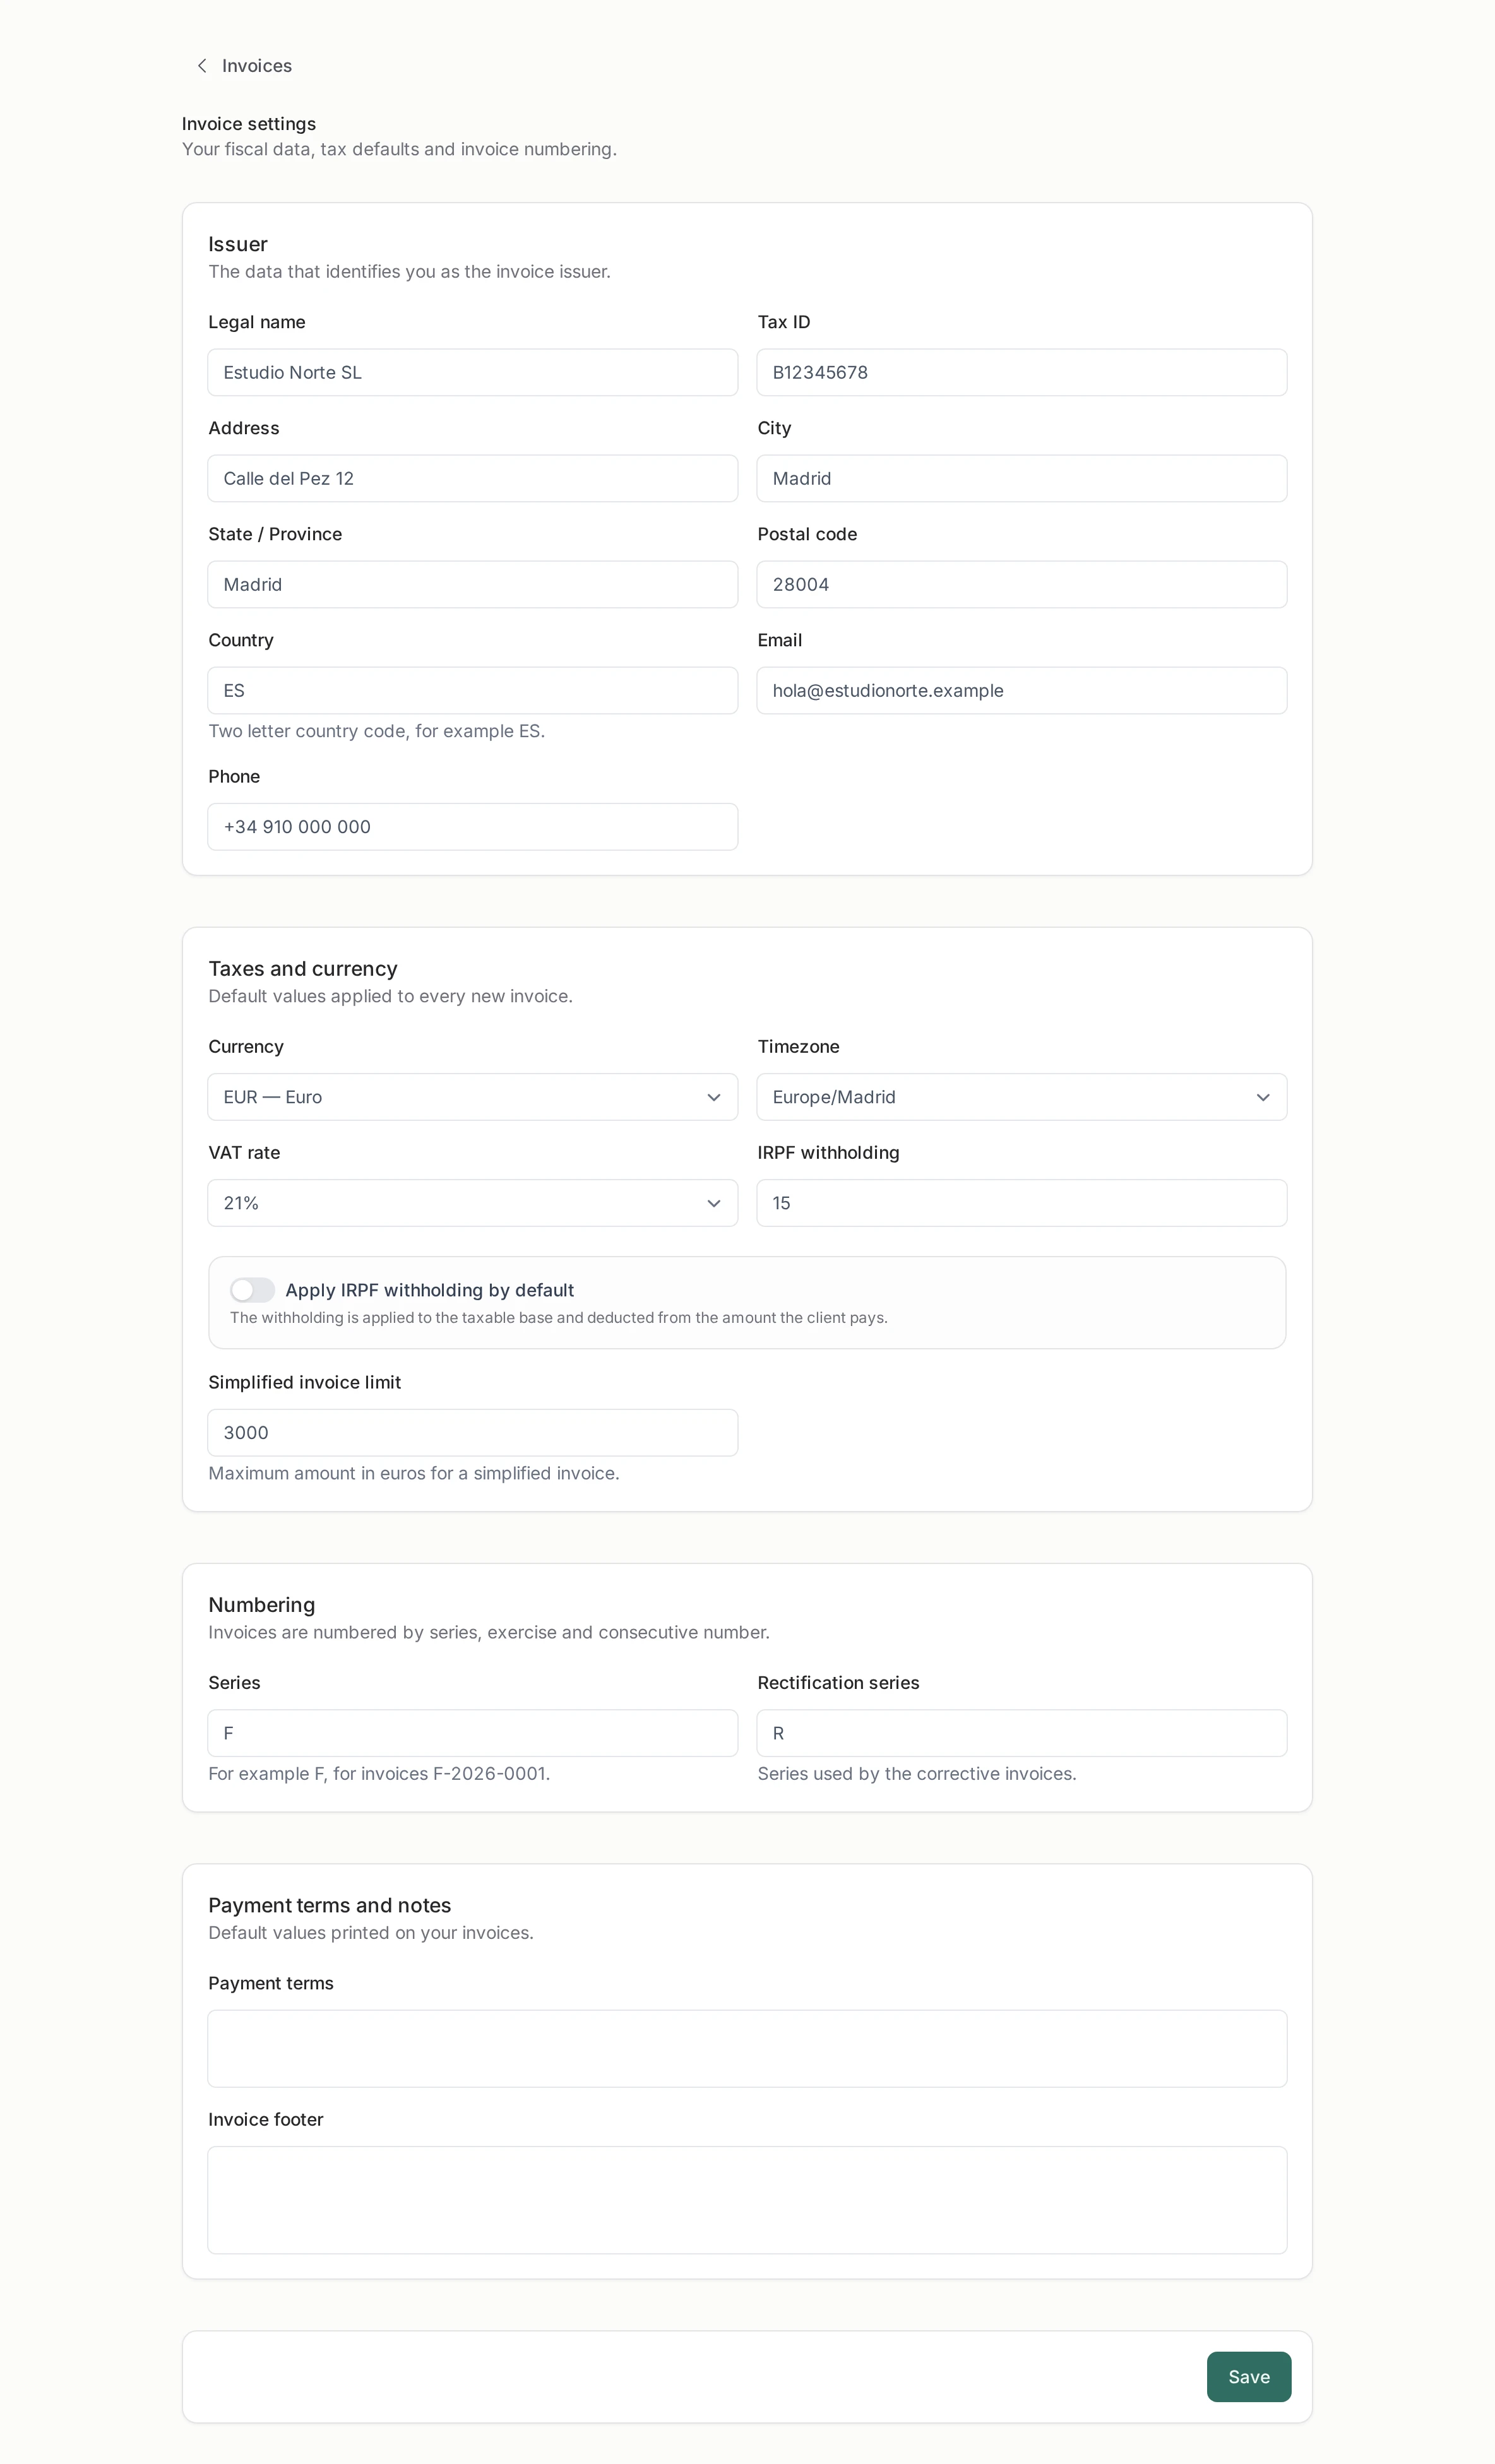 Invoices
Invoice settings
Your fiscal data, tax defaults and invoice numbering.
Issuer
The data that identifies you as the invoice issuer.
Legal name
Tax ID
Estudio Norte SL
B12345678
Address
City
Calle del Pez 12
Madrid
State / Province
Postal code
Madrid
28004
Country
Email
ES
hola@estudionorte.example
Two letter country code, for example ES.
Phone
+34 910 000 000
Taxes and currency
Default values applied to every new invoice.
Currency
Timezone
EUR — Euro
Europe/Madrid
VAT rate
IRPF withholding
21%
15
Apply IRPF withholding by default
The withholding is applied to the taxable base and deducted from the amount the client pays.
Simplified invoice limit
3000
Maximum amount in euros for a simplified invoice.
Numbering
Invoices are numbered by series, exercise and consecutive number.
Series
Rectification series
F
R
For example F, for invoices F-2026-0001.
Series used by the corrective invoices.
Payment terms and notes
Default values printed on your invoices.
Payment terms
Invoice footer
Save